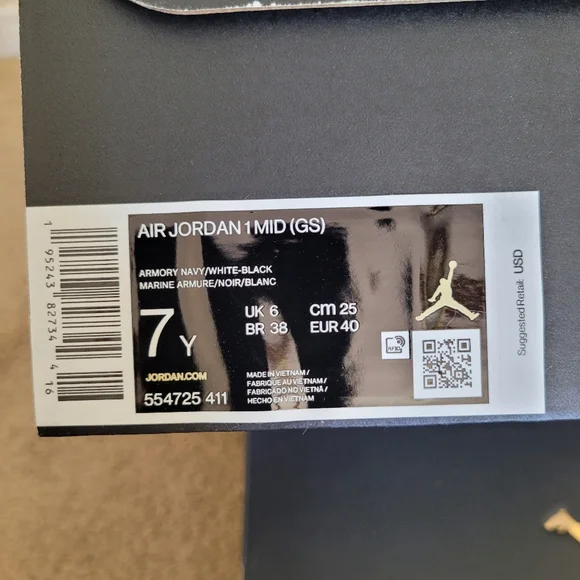 AIR JORDAN 1 MID (GS)
ARMORY NAVY/WHITE-BLACK
MARINE ARMURE/NOIR/BLANC
7Y
UK 6
cm 25
BR 38
EUR 40
JORDAN.COM
554725 411
MADE IN VIETNAM /
FABRIQUÉ AU VIETNAM/
FABRICADO NO VIETNÃ/
HECHO EN VIETNAM
RFID
Suggested Retail: USD
1 95243 82734 4 16